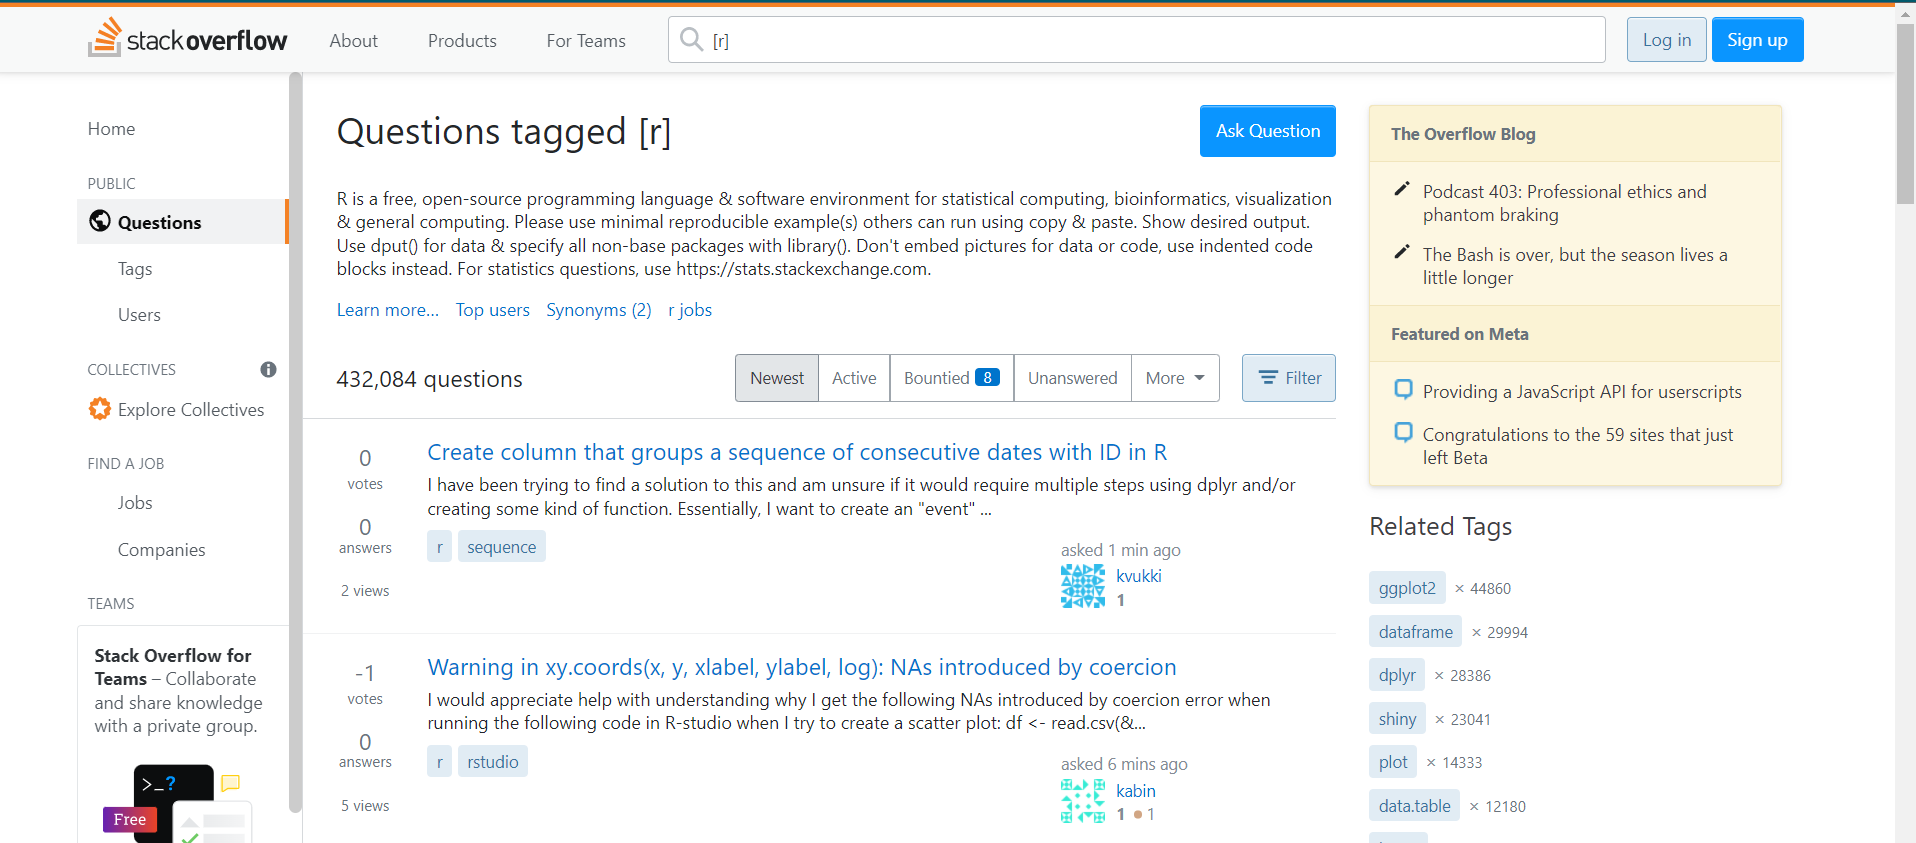 stackoverflow
About
Products
For Teams
[r]
Log in
Sign up
Home
PUBLIC
Questions
Tags
Users
COLLECTIVES
Explore Collectives
FIND A JOB
Jobs
Companies
TEAMS
Stack Overflow for
Teams – Collaborate
and share knowledge
with a private group.
>_?
Free
Questions tagged [r]
Ask Question
R is a free, open-source programming language & software environment for statistical computing, bioinformatics, visualization
& general computing. Please use minimal reproducible example(s) others can run using copy & paste. Show desired output.
Use dput() for data & specify all non-base packages with library(). Don't embed pictures for data or code, use indented code
blocks instead. For statistics questions, use https://stats.stackexchange.com.
Learn more... Top users Synonyms (2) r jobs
432,084 questions
Newest
Active
Bountied 8
Unanswered
More
Filter
0
votes
0
answers
2 views
Create column that groups a sequence of consecutive dates with ID in R
I have been trying to find a solution to this and am unsure if it would require multiple steps using dplyr and/or
creating some kind of function. Essentially, I want to create an "event" ...
r sequence
asked 1 min ago
kvukki
1
-1
votes
0
answers
5 views
Warning in xy.coords(x, y, xlabel, ylabel, log): NAs introduced by coercion
I would appreciate help with understanding why I get the following NAs introduced by coercion error when
running the following code in R-studio when I try to create a scatter plot: df <- read.csv(&...
r rstudio
asked 6 mins ago
kabin
1 ● 1
The Overflow Blog
Podcast 403: Professional ethics and
phantom braking
The Bash is over, but the season lives a
little longer
Featured on Meta
Providing a JavaScript API for userscripts
Congratulations to the 59 sites that just
left Beta
Related Tags
ggplot2 × 44860
dataframe × 29994
dplyr × 28386
shiny × 23041
plot × 14333
data.table × 12180